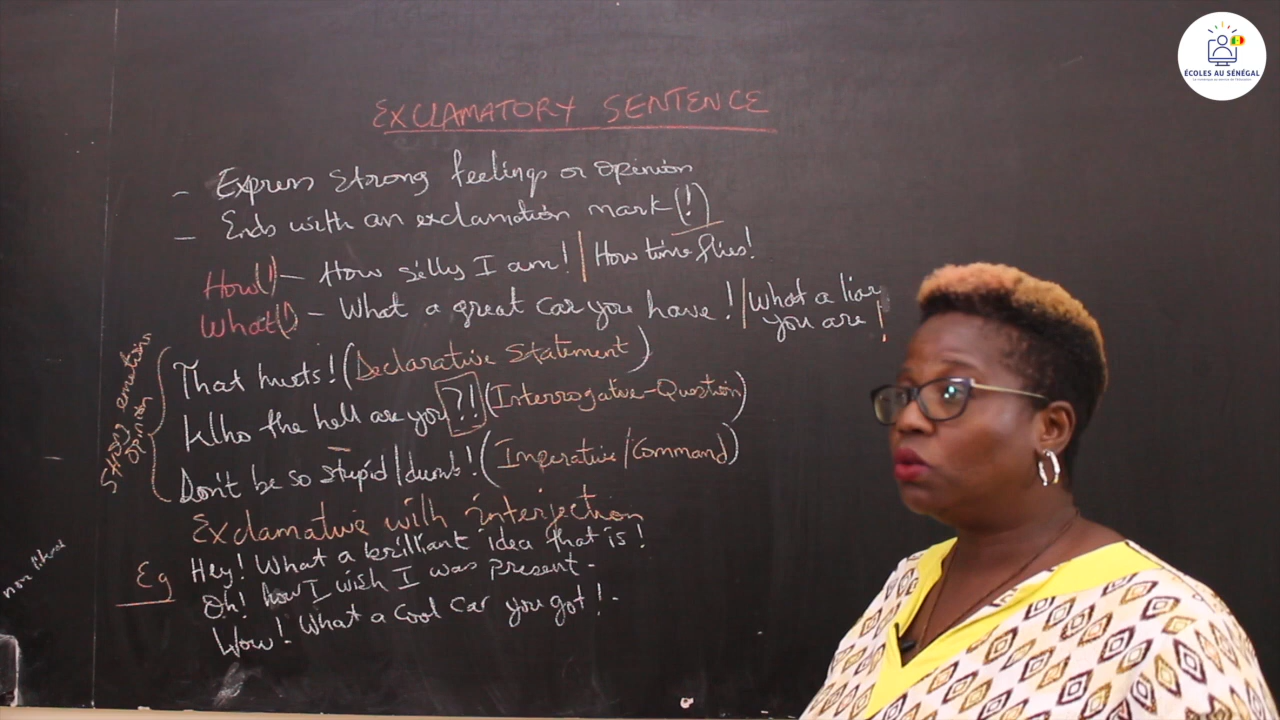 EXCLAMATORY SENTENCE
- Express strong feelings or opinion
- Ends with an exclamation mark (!)
How(!) - How silly I am! | How time flies!
What(!) - What a great car you have! | What a liar you are!
strong emotion opinion
That hurts! (Declarative Statement)
Who the hell are you?! (Interrogative-Question)
Don't be so stupid/dumb! (Imperative/Command)
Exclamative with interjection
Eg Hey! What a brilliant idea that is!
Oh! how I wish I was present -
Wow! What a cool car you got! -
ÉCOLES AU SÉNÉGAL